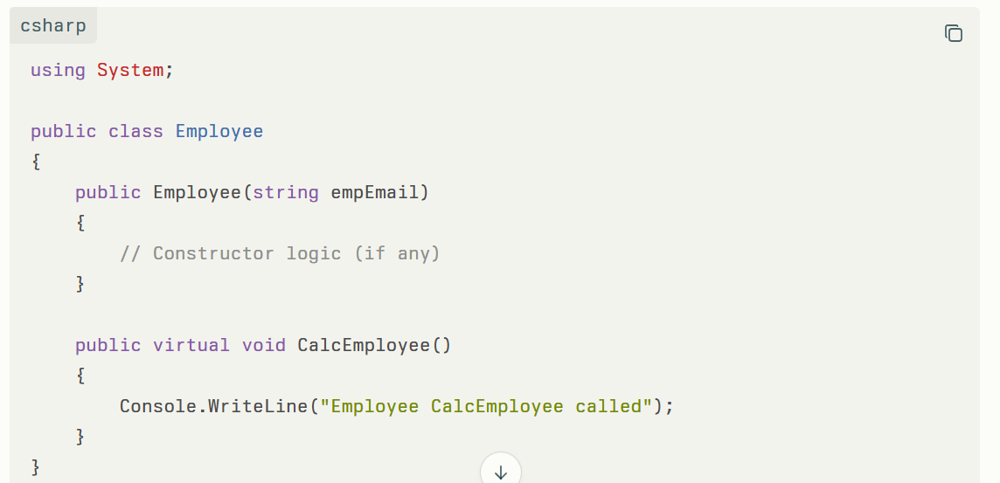 csharp
using System;
public class Employee
{
public Employee(string empEmail)
{
// Constructor logic (if any)
}
public virtual void CalcEmployee()
{
Console.WriteLine("Employee CalcEmployee called");
}
}